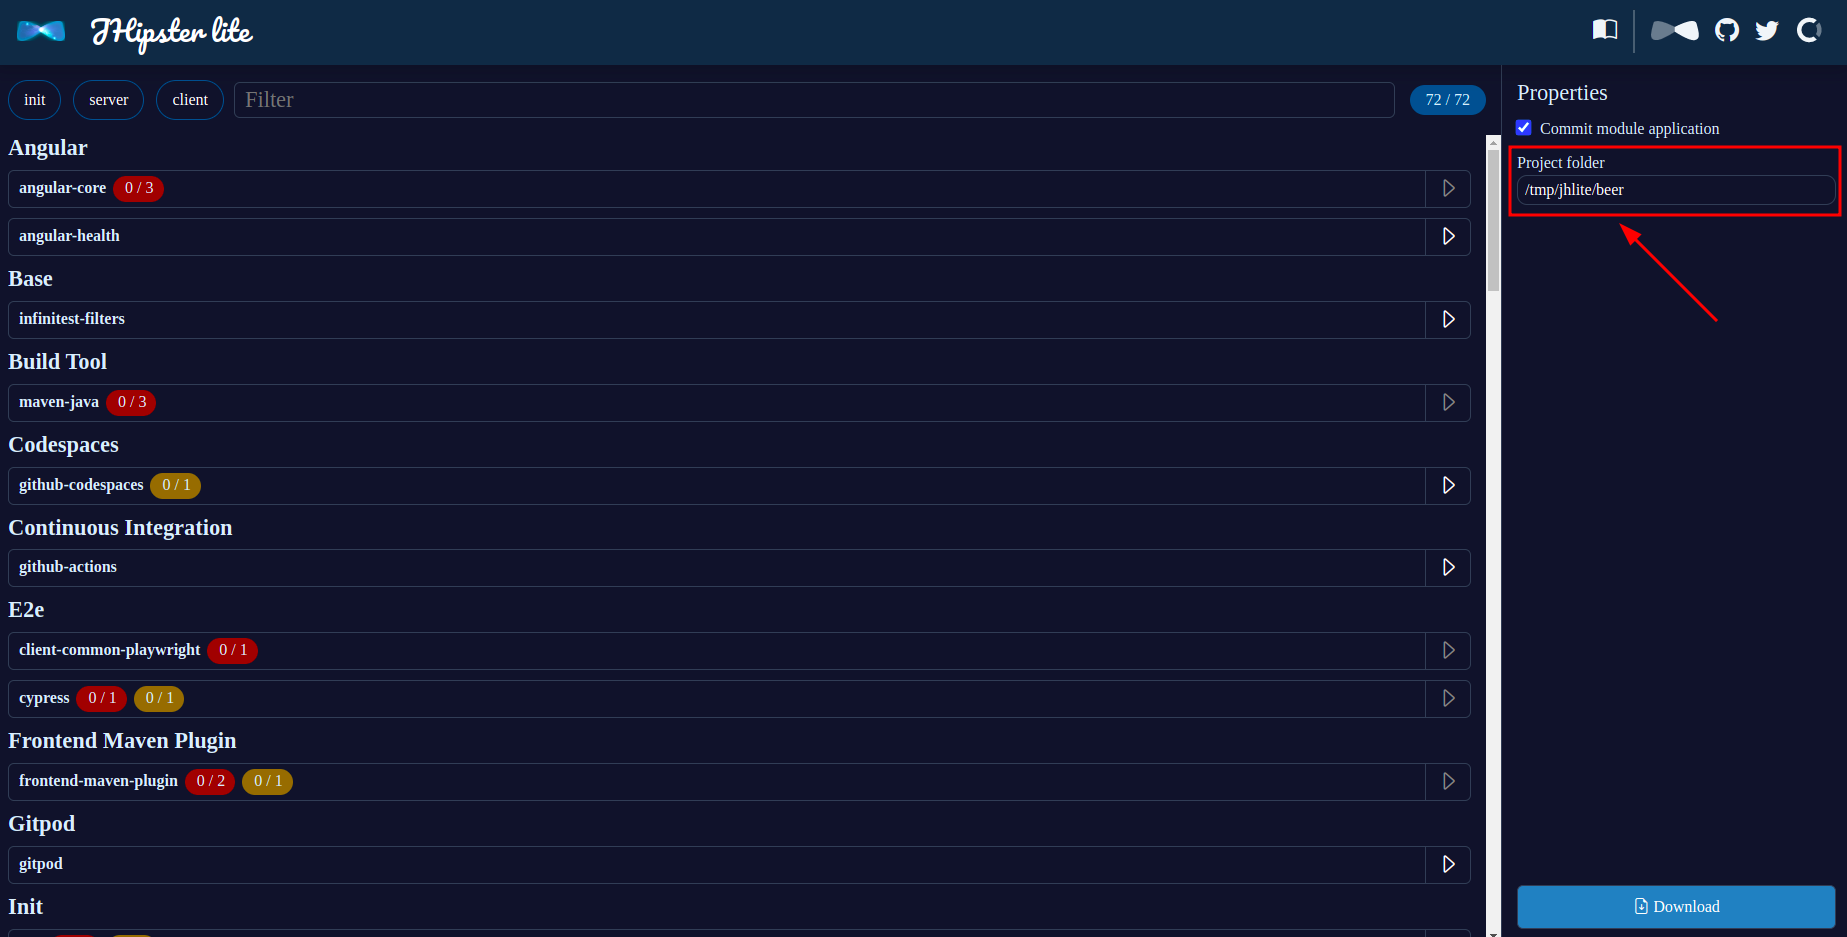 JHipster lite
init server client Filter 72 / 72
Angular
angular-core 0 / 3
angular-health
Base
infinitest-filters
Build Tool
maven-java 0 / 3
Codespaces
github-codespaces 0 / 1
Continuous Integration
github-actions
E2e
client-common-playwright 0 / 1
cypress 0 / 1 0 / 1
Frontend Maven Plugin
frontend-maven-plugin 0 / 2 0 / 1
Gitpod
gitpod
Init
Properties
Commit module application
Project folder
/tmp/jhlite/beer
Download